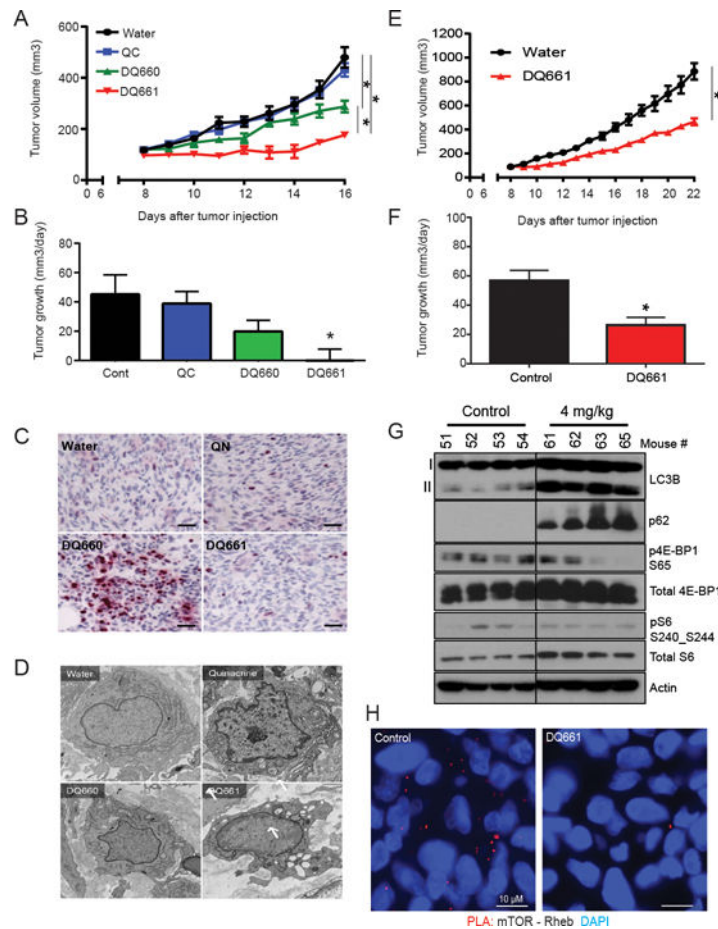 A
Tumor volume (mm3)
600
400
200
0
0 6
8
10
12
14
16
Water
QC
DQ660
DQ661
*
*
*
Days after tumor injection
B
Tumor growth (mm3/day)
80
60
40
20
0
Cont
QC
DQ660
DQ661
*
C
Water
QN
DQ660
DQ661
D
Water
Quinacrine
DQ660
DQ661
E
Tumor volume (mm3)
1200
1000
800
600
400
200
0
0 6
8
10
12
14
16
18
20
22
Water
DQ661
*
Days after tumor injection
F
Tumor growth (mm3/day)
100
80
60
40
20
0
Control
DQ661
*
G
Control
4 mg/kg
51
52
53
54
61
62
63
65
Mouse #
I
II
LC3B
p62
p4E-BP1
S65
Total 4E-BP1
pS6
S240_S244
Total S6
Actin
H
Control
DQ661
10 µM
PLA: mTOR - Rheb DAPI